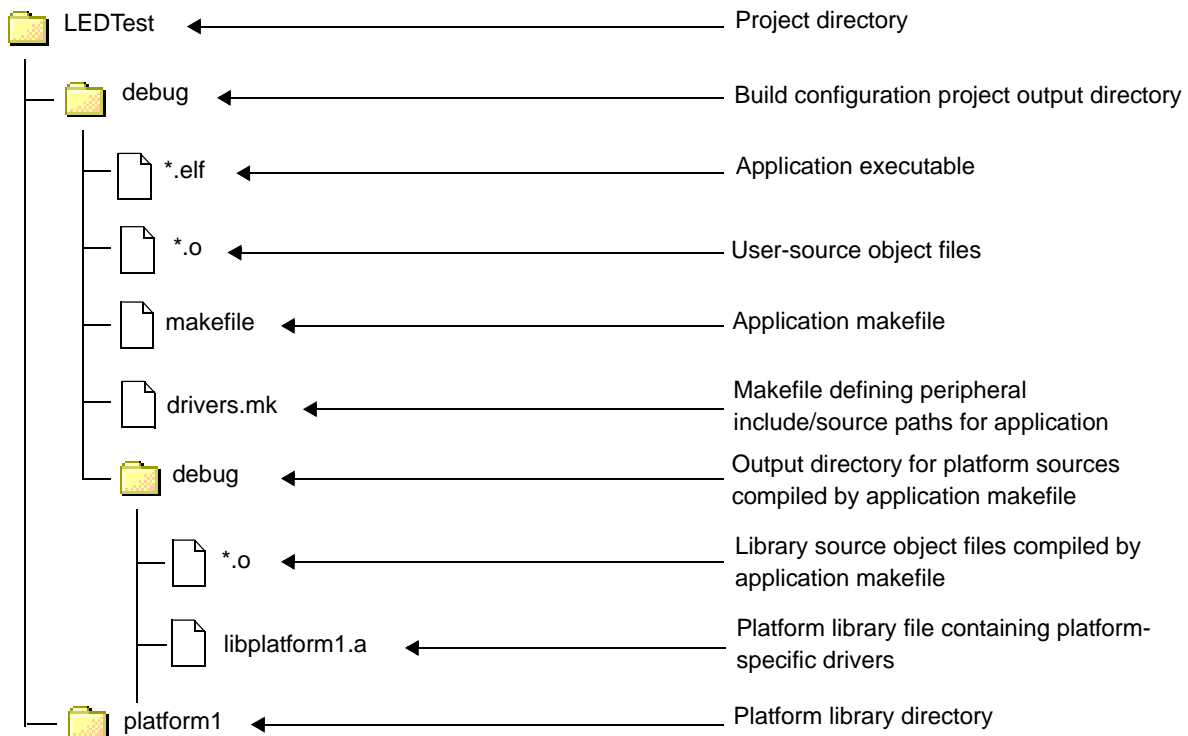 LEDTest
Project directory
debug
Build configuration project output directory
*.elf
Application executable
*.o
User-source object files
makefile
Application makefile
drivers.mk
Makefile defining peripheral
include/source paths for application
debug
Output directory for platform sources
compiled by application makefile
*.o
Library source object files compiled by
application makefile
libplatform1.a
Platform library file containing platform-
specific drivers
platform1
Platform library directory